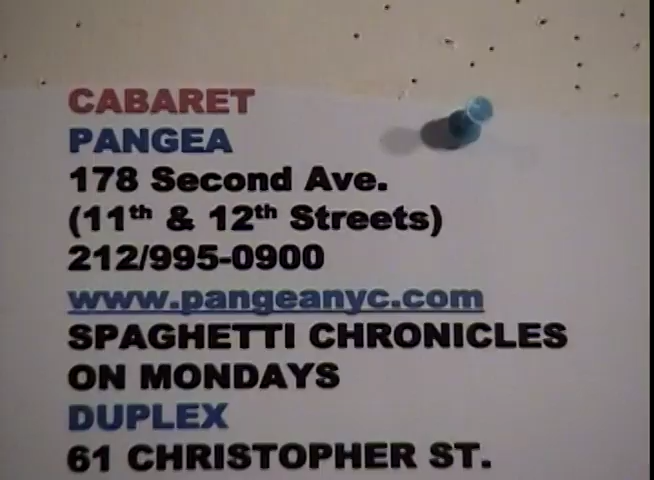 CABARET
PANGEA
178 Second Ave.
(11th & 12th Streets)
212/995-0900
www.pangeanyc.com
SPAGHETTI CHRONICLES
ON MONDAYS
DUPLEX
61 CHRISTOPHER ST.